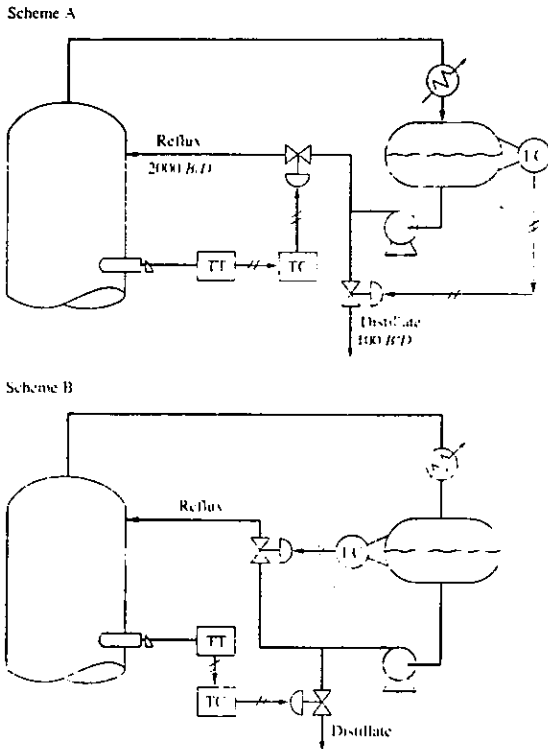 Scheme A
Reflux
2000 B/D
LC
TT
TC
Distillate
100 B/D
Scheme B
Reflux
LC
TT
TC
Distillate